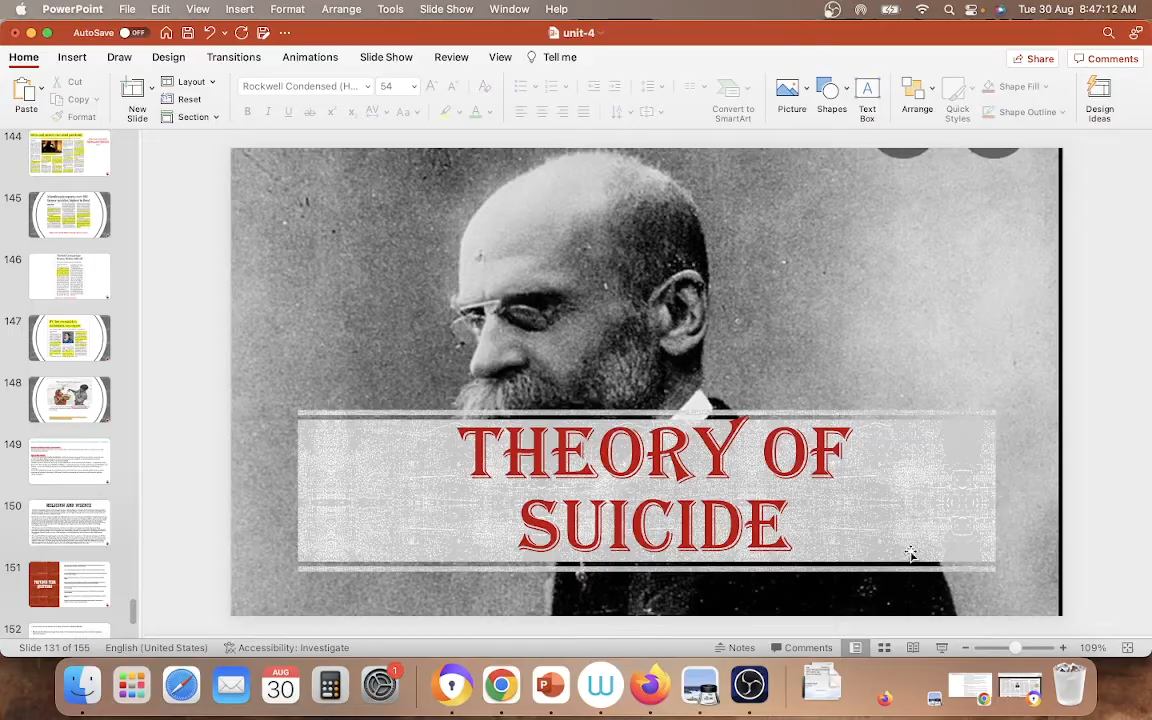 PowerPoint File Edit View Insert Format Arrange Tools Slide Show Window Help Tue 30 Aug 8:47:12 AM
AutoSave OFF unit-4
Home Insert Draw Design Transitions Animations Slide Show Review View Tell me Share Comments
Paste Cut Copy Format
New Slide Layout Reset Section
Rockwell Condensed (H... 54
Convert to SmartArt
Picture Shapes Text Box Arrange Quick Styles Shape Fill Shape Outline Design Ideas
144
145
146
147
148
149
150
RELIGION AND SCIENCE
151
152
THEORY OF
SUICIDE
Slide 131 of 155 English (United States) Accessibility: Investigate Notes Comments 109%
AUG
30
1